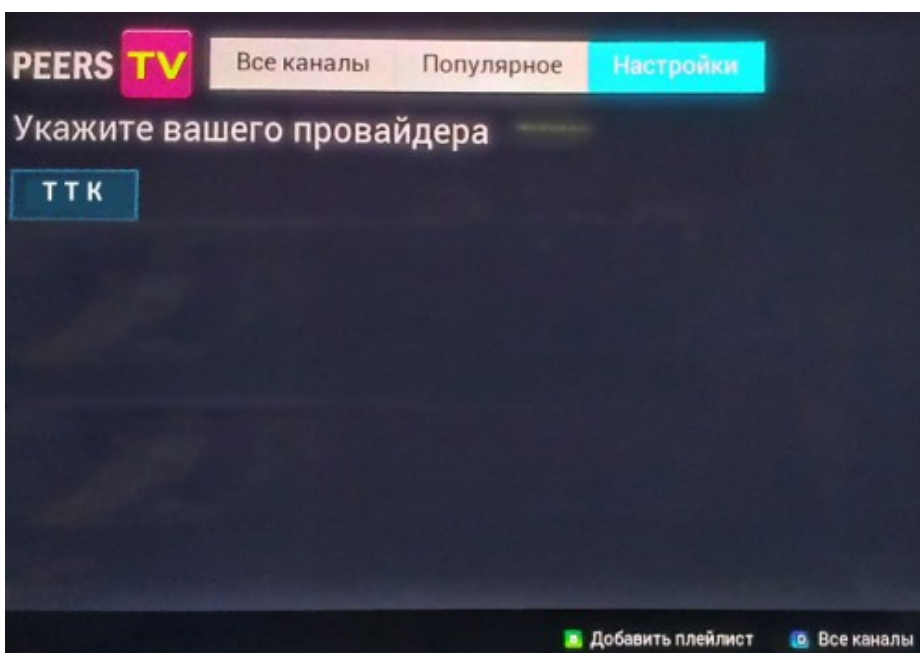 PEERS TV Все каналы Популярное Настройки
Укажите вашего провайдера
ТТК
B Добавить плейлист D Все каналы